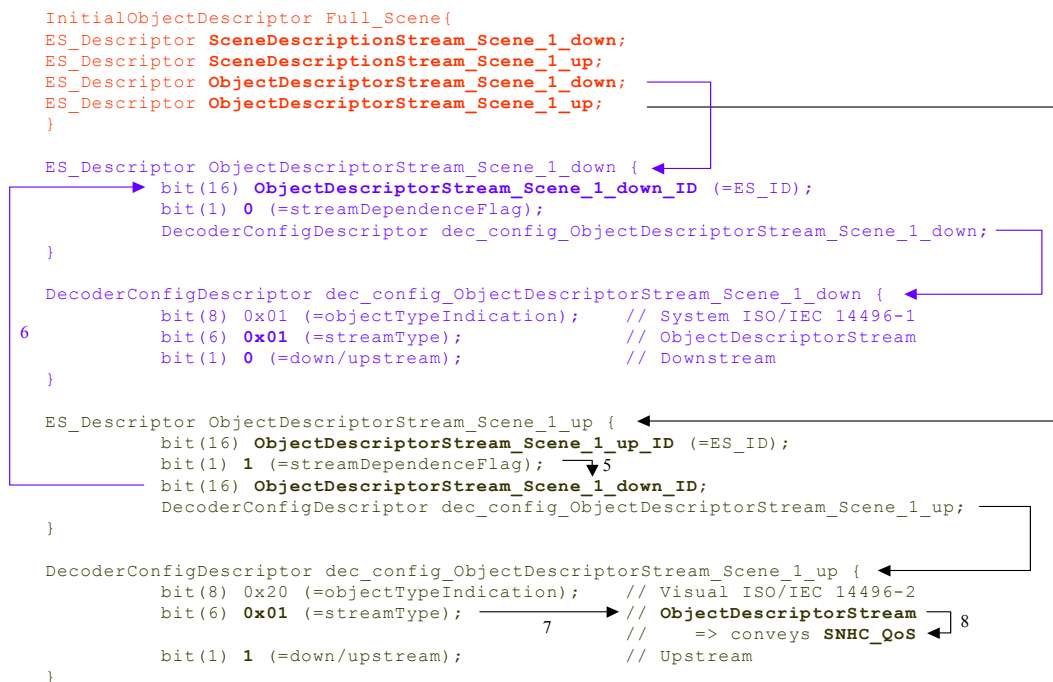 InitialObjectDescriptor Full_Scene{
ES_Descriptor SceneDescriptionStream_Scene_1_down;
ES_Descriptor SceneDescriptionStream_Scene_1_up;
ES_Descriptor ObjectDescriptorStream_Scene_1_down;
ES_Descriptor ObjectDescriptorStream_Scene_1_up;
}
ES_Descriptor ObjectDescriptorStream_Scene_1_down {
bit(16) ObjectDescriptorStream_Scene_1_down_ID (=ES_ID);
bit(1) 0 (=streamDependenceFlag);
DecoderConfigDescriptor dec_config_ObjectDescriptorStream_Scene_1_down;
}
DecoderConfigDescriptor dec_config_ObjectDescriptorStream_Scene_1_down {
bit(8) 0x01 (=objectTypeIndication); // System ISO/IEC 14496-1
6 bit(6) 0x01 (=streamType); // ObjectDescriptorStream
bit(1) 0 (=down/upstream); // Downstream
}
ES_Descriptor ObjectDescriptorStream_Scene_1_up {
bit(16) ObjectDescriptorStream_Scene_1_up_ID (=ES_ID);
bit(1) 1 (=streamDependenceFlag); 5
bit(16) ObjectDescriptorStream_Scene_1_down_ID;
DecoderConfigDescriptor dec_config_ObjectDescriptorStream_Scene_1_up;
}
DecoderConfigDescriptor dec_config_ObjectDescriptorStream_Scene_1_up {
bit(8) 0x20 (=objectTypeIndication); // Visual ISO/IEC 14496-2
bit(6) 0x01 (=streamType); 7 // ObjectDescriptorStream 8
// => conveys SNHC_QoS
bit(1) 1 (=down/upstream); // Upstream
}